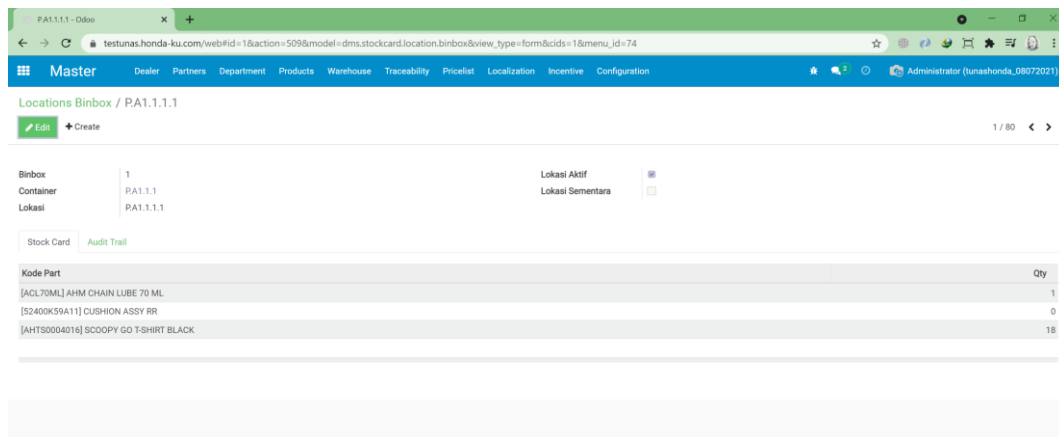 P.A1.1.1.1 - Odoo
testunas.honda-ku.com/web#id=1&action=509&model=dms.stockcard.location.binbox&view_type=form&cids=1&menu_id=74
Master Dealer Partners Department Products Warehouse Traceability Pricelist Localization Incentive Configuration 2 Administrator (tunashonda_08072021)
Locations Binbox / P.A1.1.1.1
Edit + Create 1 / 80
Binbox 1 Lokasi Aktif
Container P.A1.1.1 Lokasi Sementara
Lokasi P.A1.1.1.1
Stock Card Audit Trail
Kode Part Qty
[ACL70ML] AHM CHAIN LUBE 70 ML 1
[52400K59A11] CUSHION ASSY RR 0
[AHTS0004016] SCOOPY GO T-SHIRT BLACK 18